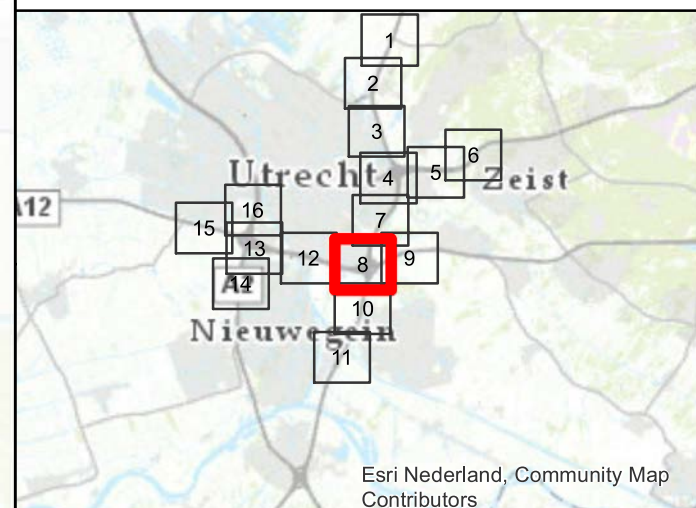 1
2
3
6
5
4
Utrecht
Zeist
A12
16
7
15
13
12
8
9
14
A2
10
Nieuwegein
11
Esri Nederland, Community Map
Contributors